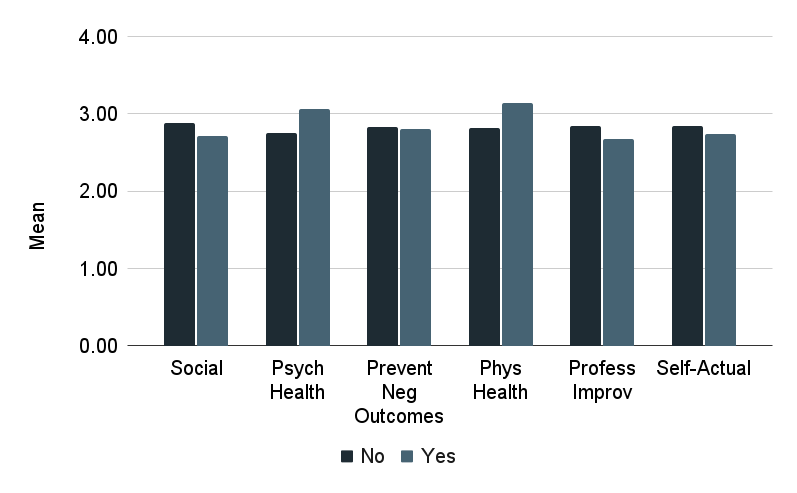 4.00
3.00
2.00
1.00
0.00
Mean
Social
Psych
Health
Prevent
Neg
Outcomes
Phys
Health
Profess
Improv
Self-Actual
No
Yes